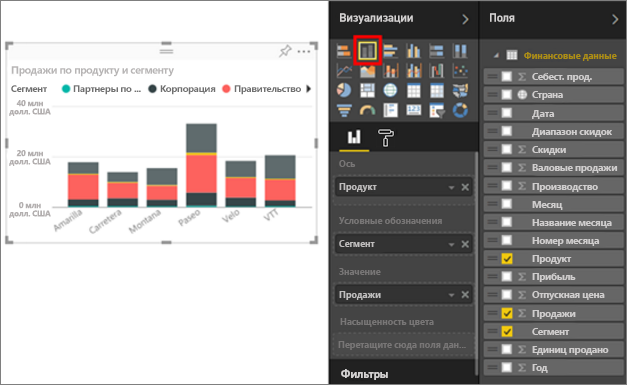 Продажи по продукту и сегменту
Сегмент Партнеры по ... Корпорация Правительство
40 млн
долл. США
20 млн
долл. США
0 млн
долл. США
Amarilla Carretera Montana Paseo Velo VTT
Визуализации
Ось
Продукт
Условные обозначения
Сегмент
Значение
Продажи
Насыщенность цвета
Перетащите сюда поля дан...
Фильтры
Поля
Финансовые данные
Себест. прод.
Страна
Дата
Диапазон скидок
Скидки
Валовые продажи
Производство
Месяц
Название месяца
Номер месяца
Продукт
Прибыль
Отпускная цена
Продажи
Сегмент
Единиц продано
Год